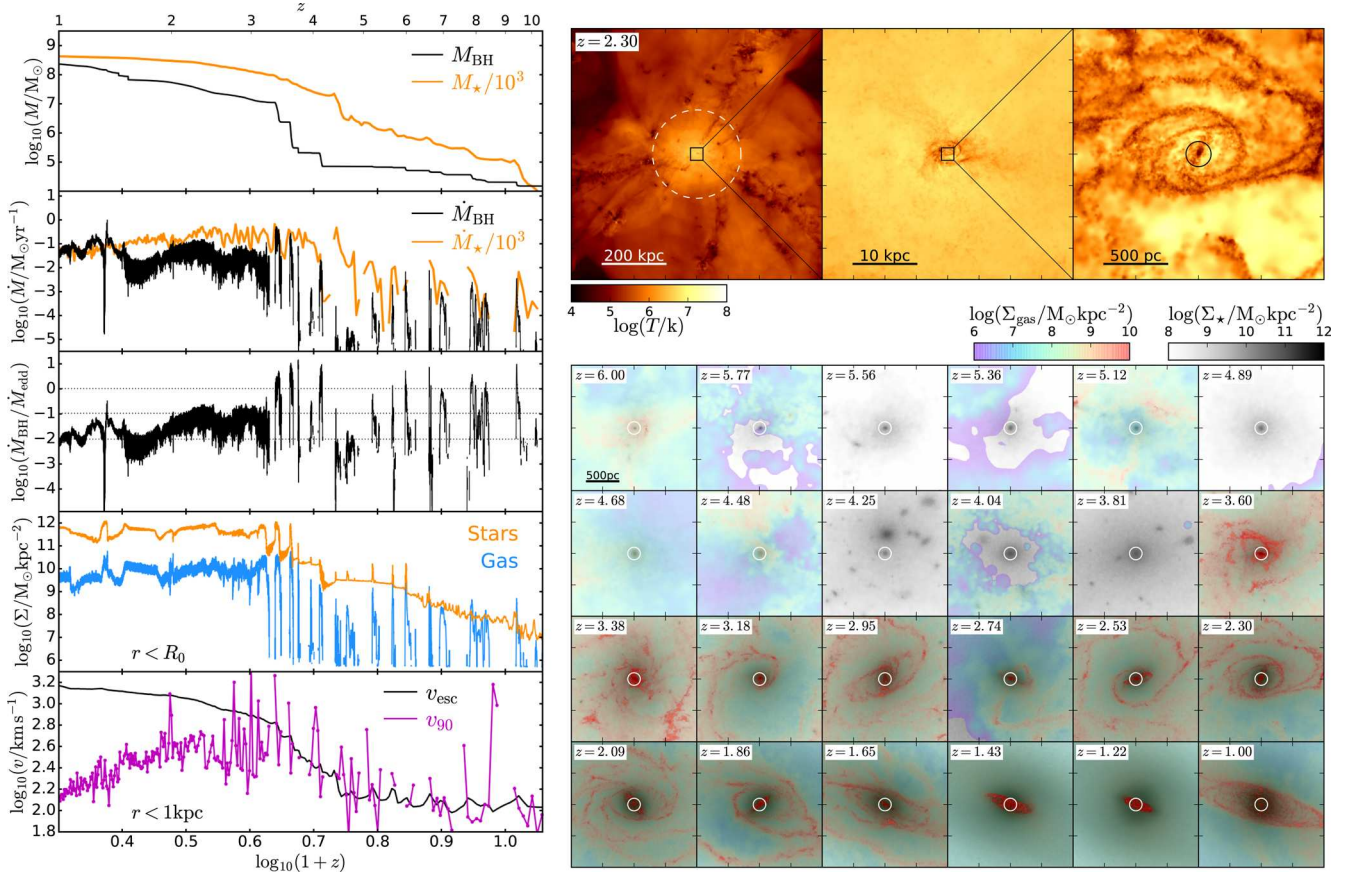 z
1 2 3 4 5 6 7 8 9 10
log₁₀(M/M⊙)
9
8
7
6
5
M_BH
M⋆/10³
log₁₀(Ṁ/M⊙yr⁻¹)
1
0
−1
−2
−3
−4
−5
Ṁ_BH
Ṁ⋆/10³
log₁₀(Ṁ_BH/Ṁ_edd)
1
0
−1
−2
−3
−4
log₁₀(Σ/M⊙kpc⁻²)
12
11
10
9
8
7
6
Stars
Gas
r < R₀
log₁₀(v/kms⁻¹)
3.2
3.0
2.8
2.6
2.4
2.2
2.0
1.8
v_esc
v₉₀
r < 1kpc
0.4 0.5 0.6 0.7 0.8 0.9 1.0
log₁₀(1 + z)
z = 2.30
200 kpc
10 kpc
500 pc
4 5 6 7 8
log(T/k)
log(Σ_gas/M⊙kpc⁻²)
6 7 8 9 10
log(Σ⋆/M⊙kpc⁻²)
8 9 10 11 12
z = 6.00 z = 5.77 z = 5.56 z = 5.36 z = 5.12 z = 4.89
500pc
z = 4.68 z = 4.48 z = 4.25 z = 4.04 z = 3.81 z = 3.60
z = 3.38 z = 3.18 z = 2.95 z = 2.74 z = 2.53 z = 2.30
z = 2.09 z = 1.86 z = 1.65 z = 1.43 z = 1.22 z = 1.00